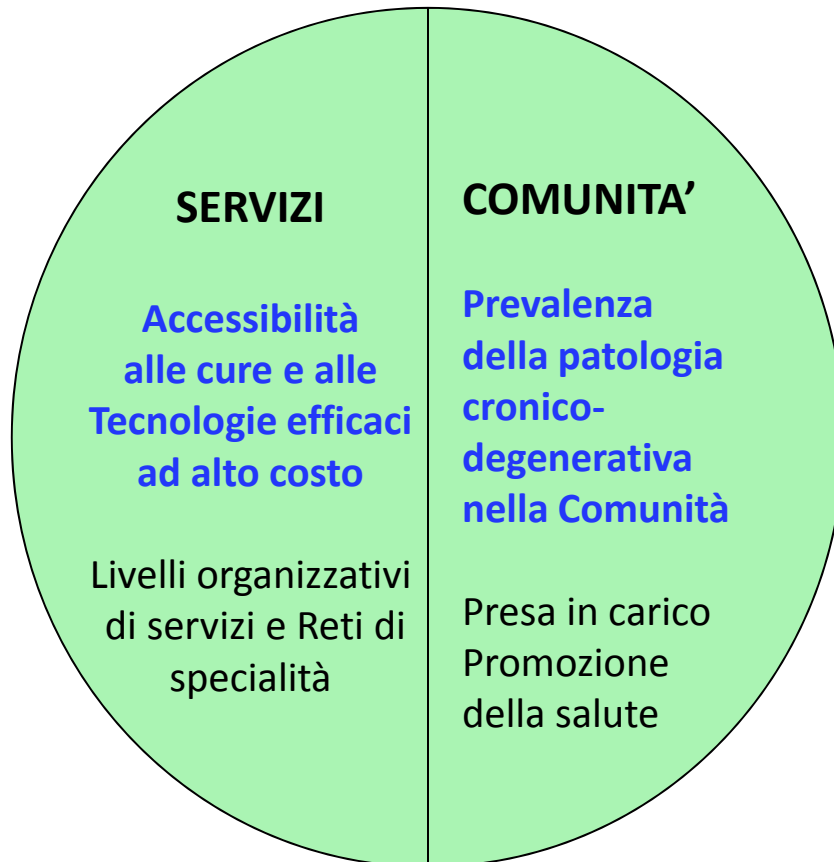 SERVIZI
Accessibilità
alle cure e alle
Tecnologie efficaci
ad alto costo
Livelli organizzativi
di servizi e Reti di
specialità
COMUNITA’
Prevalenza
della patologia
cronico-
degenerativa
nella Comunità
Presa in carico
Promozione
della salute